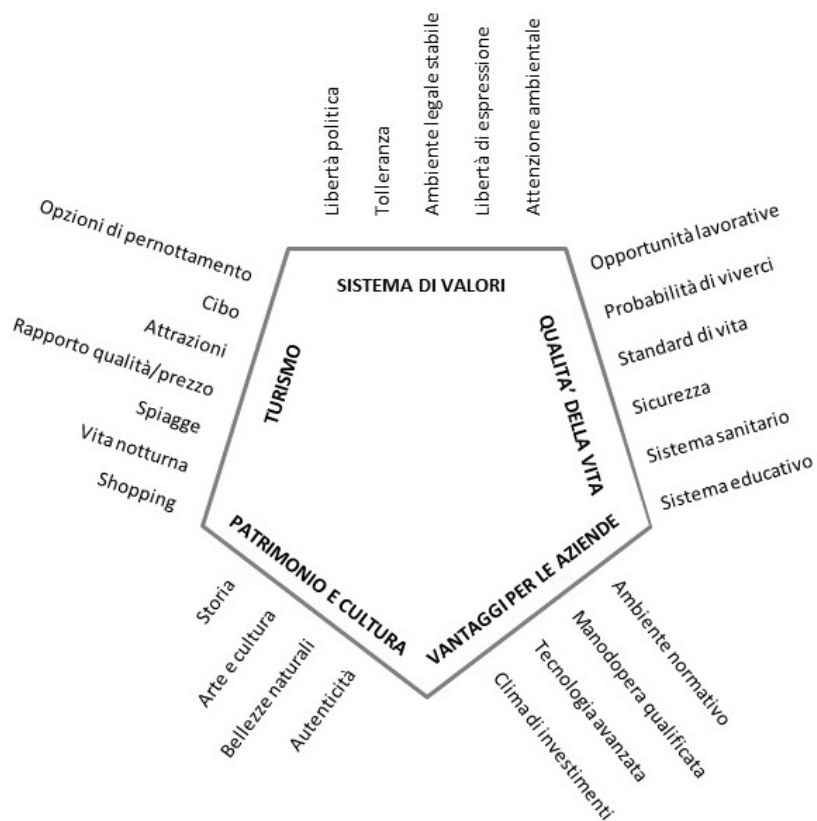 Libertà politica
Tolleranza
Ambiente legale stabile
Libertà di espressione
Attenzione ambientale
SISTEMA DI VALORI
Opportunità lavorative
Probabilità di viverci
Standard di vita
Sicurezza
Sistema sanitario
Sistema educativo
QUALITA’ DELLA VITA
Ambiente normativo
Manodopera qualificata
Tecnologia avanzata
Clima di investimenti
VANTAGGI PER LE AZIENDE
Storia
Arte e cultura
Bellezze naturali
Autenticità
PATRIMONIO E CULTURA
Opzioni di pernottamento
Cibo
Attrazioni
Rapporto qualità/prezzo
Spiagge
Vita notturna
Shopping
TURISMO